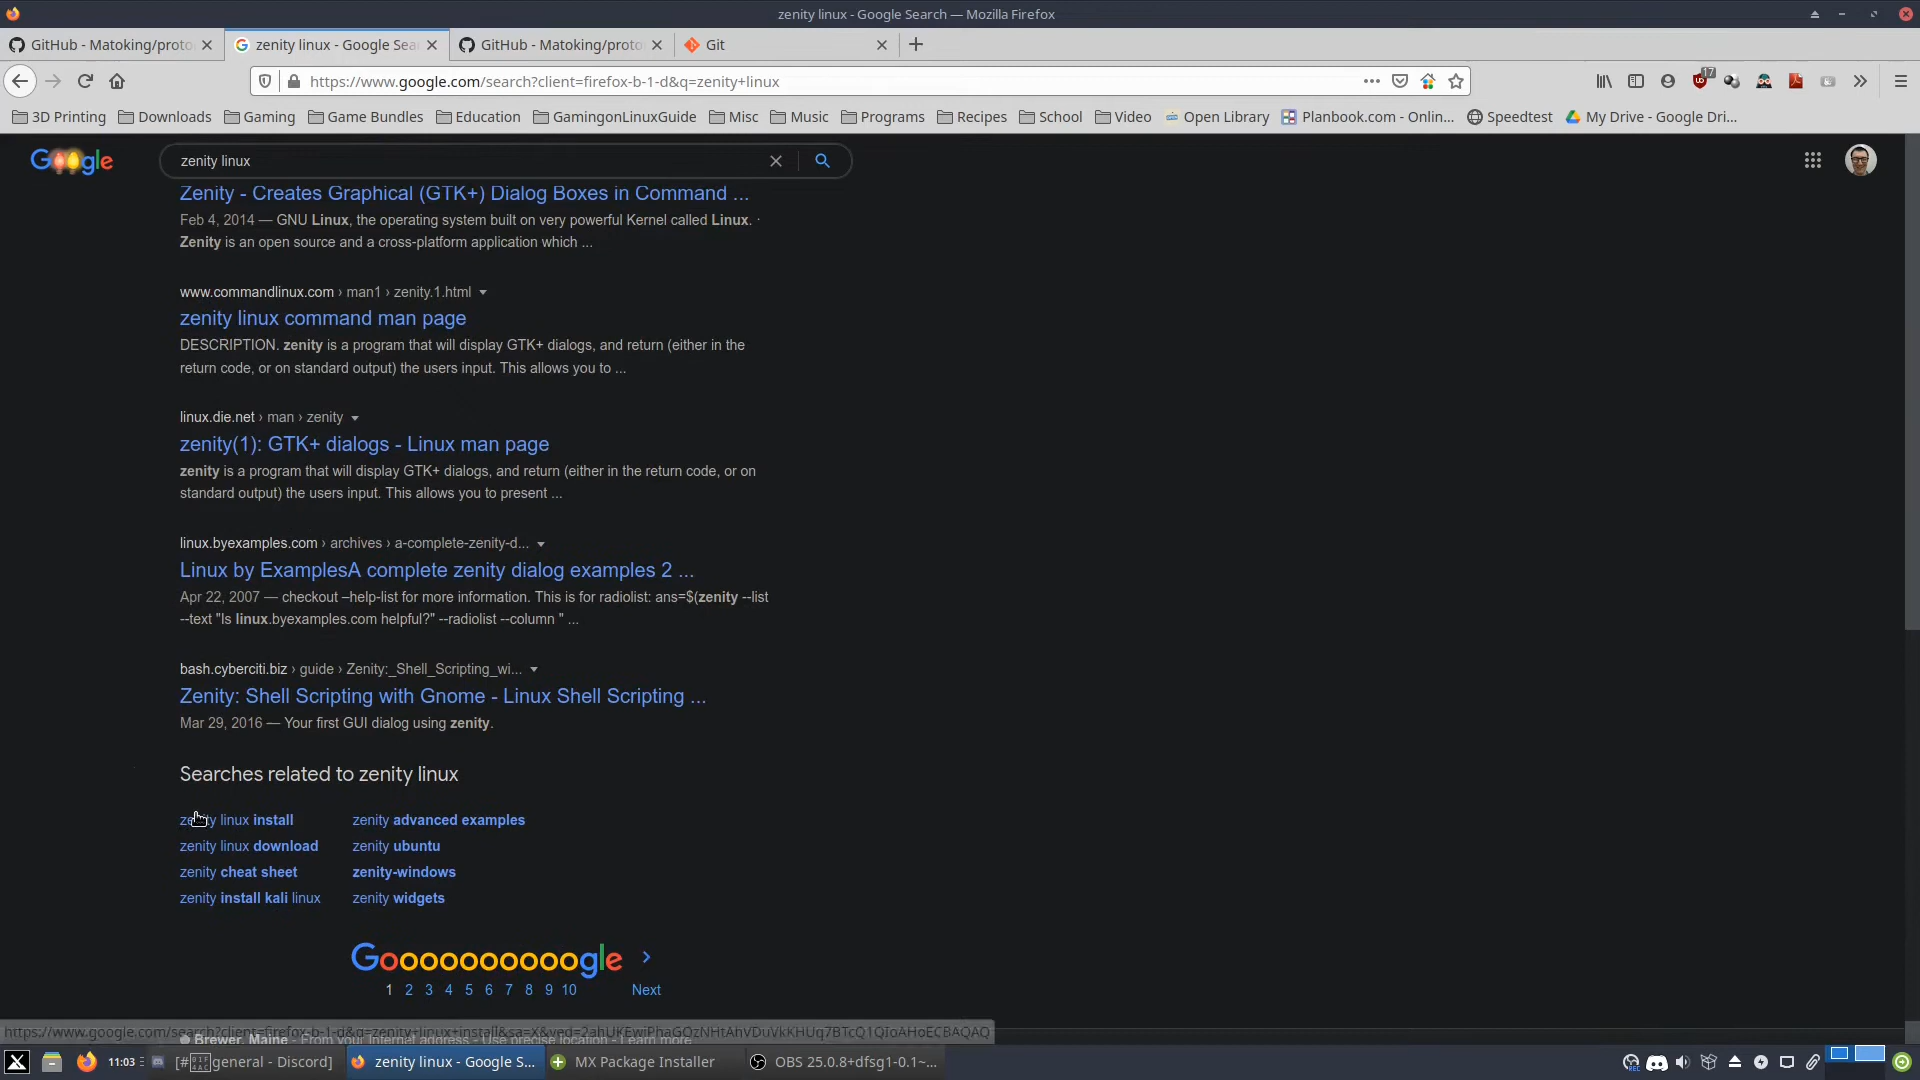 zenity linux - Google Search — Mozilla Firefox
GitHub - Matoking/proto
zenity linux - Google Sea
GitHub - Matoking/proto
Git
https://www.google.com/search?client=firefox-b-1-d&q=zenity+linux
17
3D Printing
Downloads
Gaming
Game Bundles
Education
GamingonLinuxGuide
Misc
Music
Programs
Recipes
School
Video
Open Library
Planbook.com - Onlin...
Speedtest
My Drive - Google Dri...
zenity linux
Zenity - Creates Graphical (GTK+) Dialog Boxes in Command ...
Feb 4, 2014 — GNU Linux, the operating system built on very powerful Kernel called Linux. ·
Zenity is an open source and a cross-platform application which ...
www.commandlinux.com › man1 › zenity.1.html
zenity linux command man page
DESCRIPTION. zenity is a program that will display GTK+ dialogs, and return (either in the
return code, or on standard output) the users input. This allows you to ...
linux.die.net › man › zenity
zenity(1): GTK+ dialogs - Linux man page
zenity is a program that will display GTK+ dialogs, and return (either in the return code, or on
standard output) the users input. This allows you to present ...
linux.byexamples.com › archives › a-complete-zenity-d...
Linux by ExamplesA complete zenity dialog examples 2 ...
Apr 22, 2007 — checkout –help-list for more information. This is for radiolist: ans=$(zenity --list
--text "Is linux.byexamples.com helpful?" --radiolist --column " ...
bash.cyberciti.biz › guide › Zenity:_Shell_Scripting_wi...
Zenity: Shell Scripting with Gnome - Linux Shell Scripting ...
Mar 29, 2016 — Your first GUI dialog using zenity.
Searches related to zenity linux
zenity linux install
zenity advanced examples
zenity linux download
zenity ubuntu
zenity cheat sheet
zenity-windows
zenity install kali linux
zenity widgets
Goooooooooogle
1 2 3 4 5 6 7 8 9 10 Next
Brewer, Maine - From your Internet address - Use precise location - Learn more
11:03
general - Discord]
zenity linux - Google S...
MX Package Installer
OBS 25.0.8+dfsg1-0.1~...